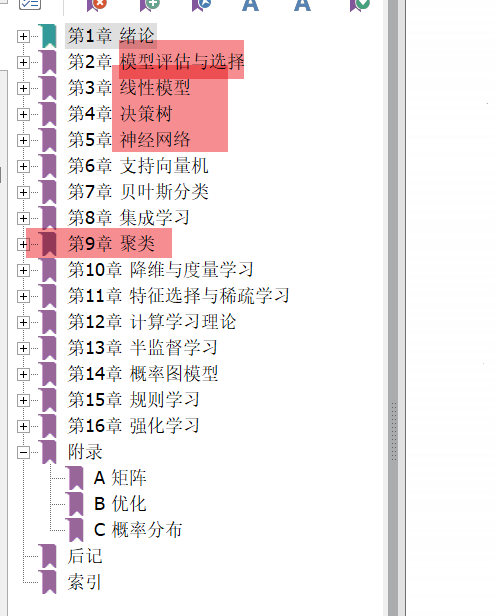 第1章 绪论
第2章 模型评估与选择
第3章 线性模型
第4章 决策树
第5章 神经网络
第6章 支持向量机
第7章 贝叶斯分类
第8章 集成学习
第9章 聚类
第10章 降维与度量学习
第11章 特征选择与稀疏学习
第12章 计算学习理论
第13章 半监督学习
第14章 概率图模型
第15章 规则学习
第16章 强化学习
附录
A 矩阵
B 优化
C 概率分布
后记
索引